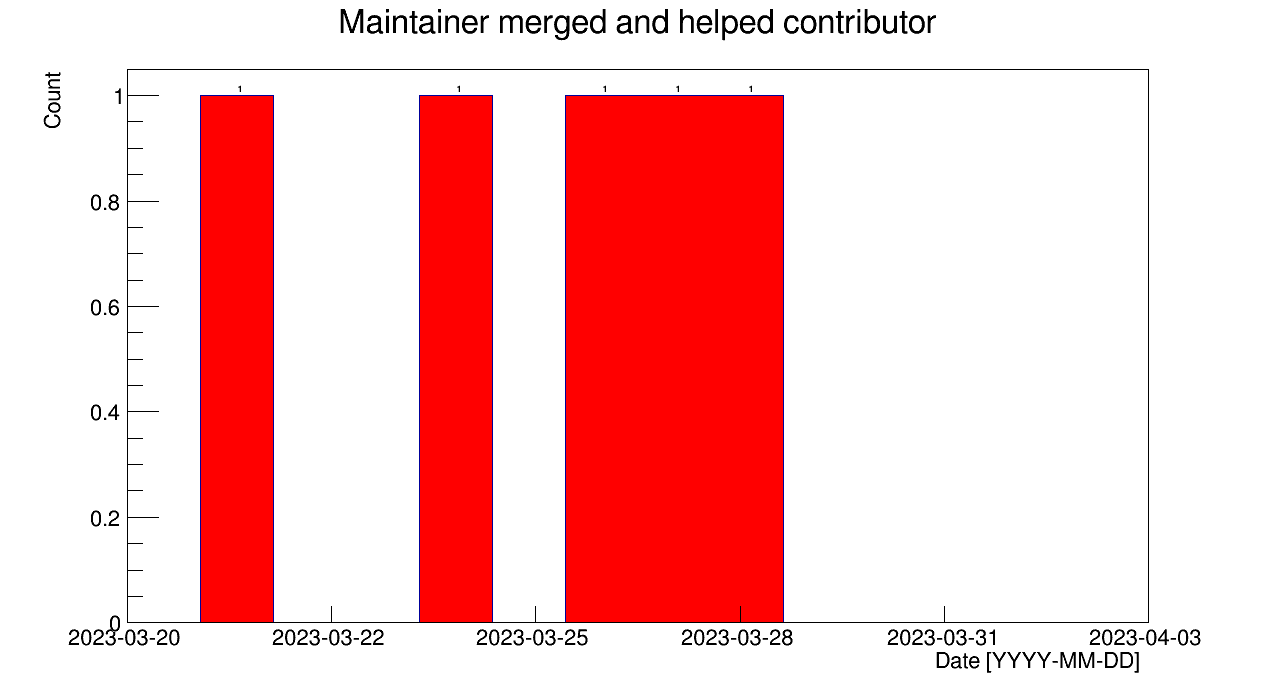 Maintainer merged and helped contributor
Count
1 1 1 1 1
1
0.8
0.6
0.4
0.2
0
2023-03-20 2023-03-22 2023-03-25 2023-03-28 2023-03-31 2023-04-03
Date [YYYY-MM-DD]